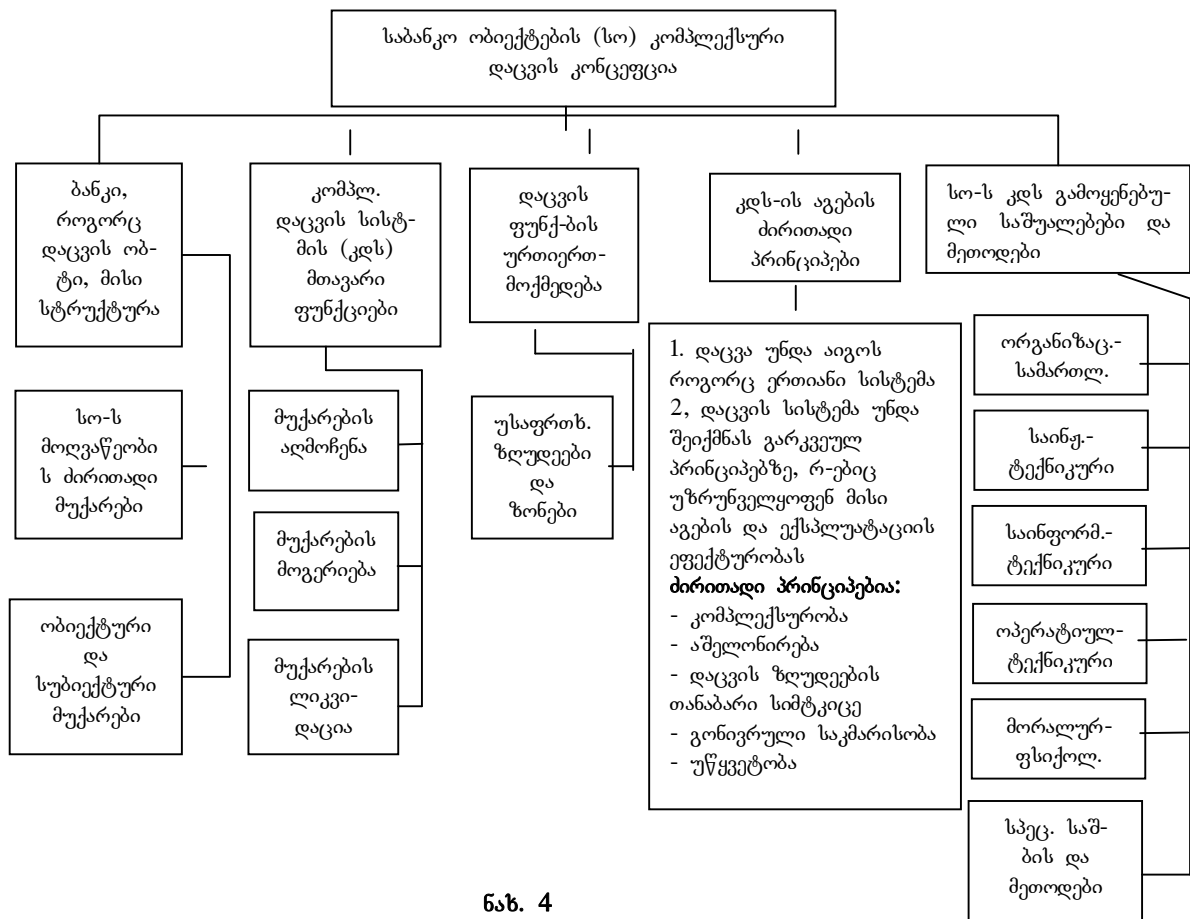 საბანკო ობიექტების (სო) კომპლექსური
დაცვის კონცეფცია
ბანკი,
როგორც
დაცვის ობ-
ტი, მისი
სტრუქტურა
სო-ს
მოღვაწეობი
ს ძირითადი
მუქარები
ობიექტური
და
სუბიექტური
მუქარები
კომპლ.
დაცვის სისტ-
მის (კდს)
მთავარი
ფუნქციები
მუქარების
აღმოჩენა
მუქარების
მოგერიება
მუქარების
ლიკვი-
დაცია
დაცვის
ფუნქ-ბის
ურთიერთ-
მოქმედება
უსაფრთხ.
ზღუდეები
და
ზონები
კდს-ის აგების
ძირითადი
პრინციპები
1. დაცვა უნდა აიგოს
როგორც ერთიანი სისტემა
2, დაცვის სისტემა უნდა
შეიქმნას გარკვეულ
პრინციპებზე, რ-ებიც
უზრუნველყოფენ მისი
აგების და ექსპლუატაციის
ეფექტურობას
ძირითადი პრინციპებია:
- კომპლექსურობა
- აშელონირება
- დაცვის ზღუდეების
თანაბარი სიმტკიცე
- გონივრული საკმარისობა
- უწყვეტობა
სო-ს კდს გამოყენებუ-
ლი საშუალებები და
მეთოდები
ორგანიზაც.-
სამართლ.
საინჟ.-
ტექნიკური
საინფორმ.-
ტექნიკური
ოპერატიულ-
ტექნიკური
მორალურ-
ფსიქოლ.
სპეც. საშ-
ბის და
მეთოდები
ნახ. 4